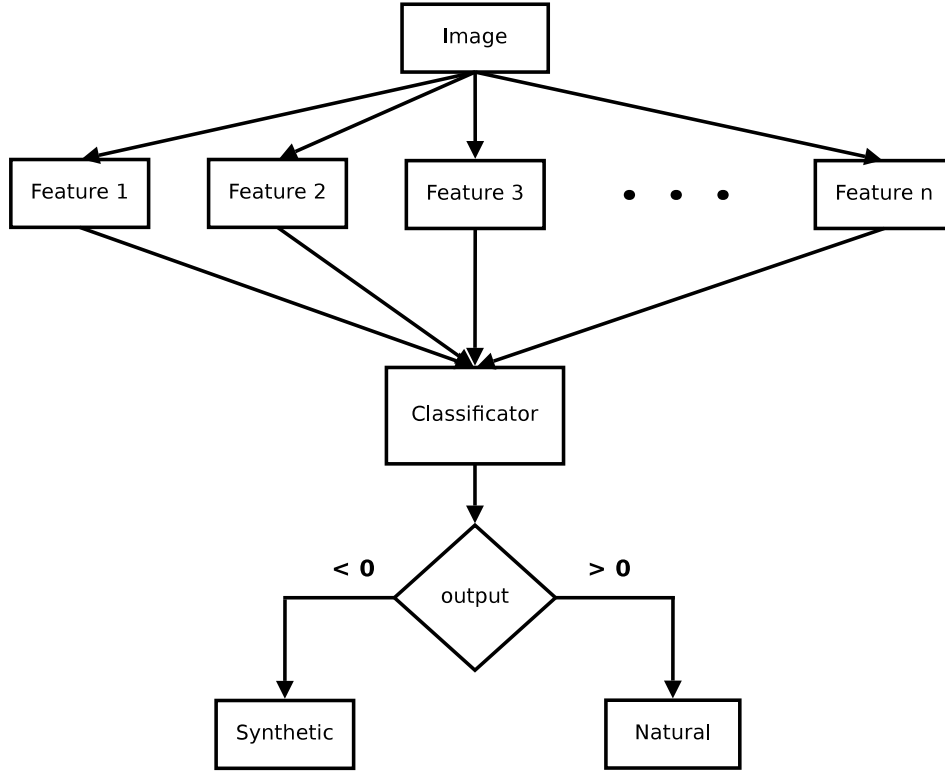 Image
Feature 1
Feature 2
Feature 3
• • •
Feature n
Classificator
< 0
> 0
output
Synthetic
Natural